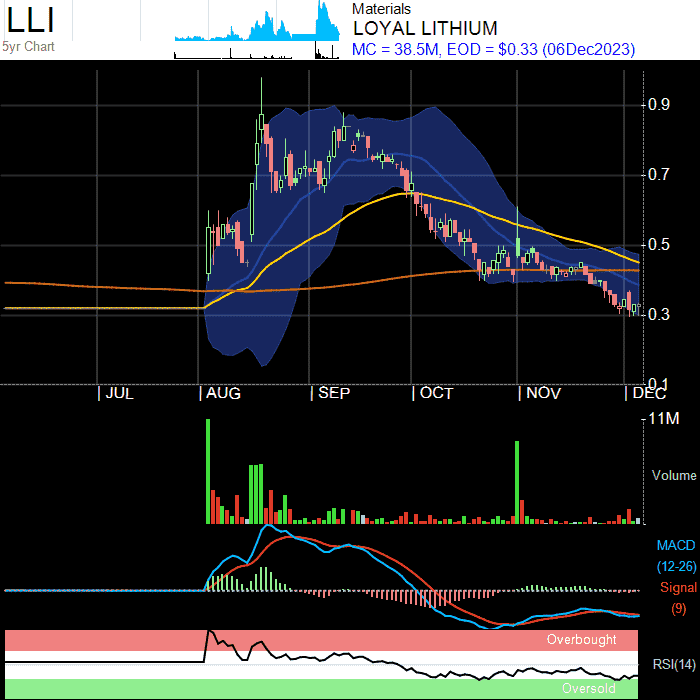 LLI
5yr Chart
Materials
LOYAL LITHIUM
MC = 38.5M, EOD = $0.33 (06Dec2023)
0.9
0.7
0.5
0.3
0.1
| JUL | AUG | SEP | OCT | NOV | DEC
11M
Volume
MACD
(12-26)
Signal
(9)
Overbought
RSI(14)
Oversold